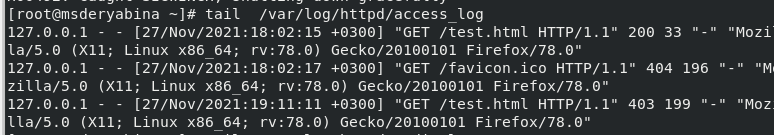 [root@msderyabina ~]# tail  /var/log/httpd/access_log
127.0.0.1 - - [27/Nov/2021:18:02:15 +0300] "GET /test.html HTTP/1.1" 200 33 "-" "Mozil
la/5.0 (X11; Linux x86_64; rv:78.0) Gecko/20100101 Firefox/78.0"
127.0.0.1 - - [27/Nov/2021:18:02:17 +0300] "GET /favicon.ico HTTP/1.1" 404 196 "-" "Mo
zilla/5.0 (X11; Linux x86_64; rv:78.0) Gecko/20100101 Firefox/78.0"
127.0.0.1 - - [27/Nov/2021:19:11:11 +0300] "GET /test.html HTTP/1.1" 403 199 "-" "Mozi
lla/5.0 (X11; Linux x86_64; rv:78.0) Gecko/20100101 Firefox/78.0"